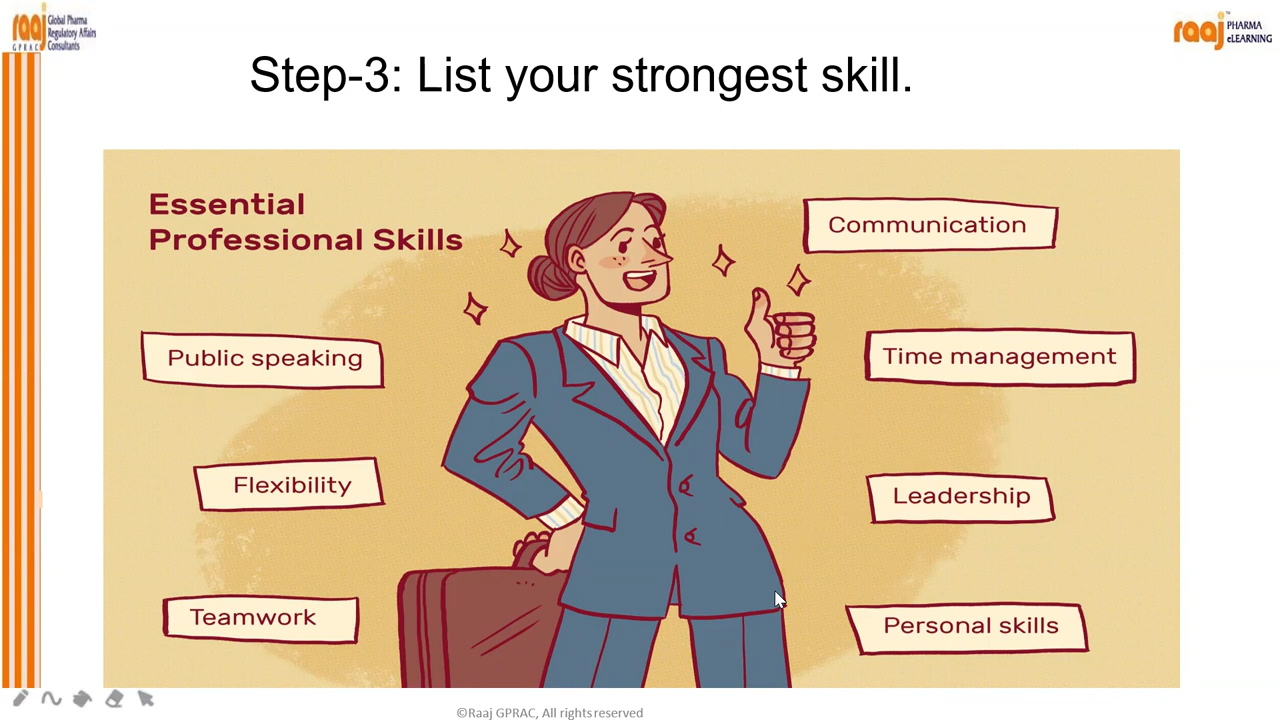 raaj
GPRAC
Global Pharma
Regulatory Affairs
Consultants
raaj
PHARMA
eLEARNING
Step-3: List your strongest skill.
Essential
Professional Skills
Communication
Public speaking
Time management
Flexibility
Leadership
Teamwork
Personal skills
©Raaj GPRAC, All rights reserved